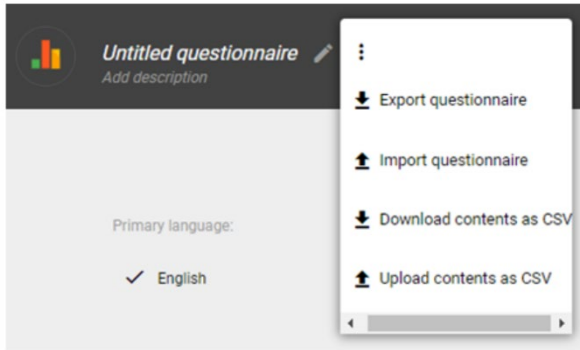 Untitled questionnaire
Add description
Export questionnaire
Import questionnaire
Download contents as CSV
Upload contents as CSV
Primary language:
English